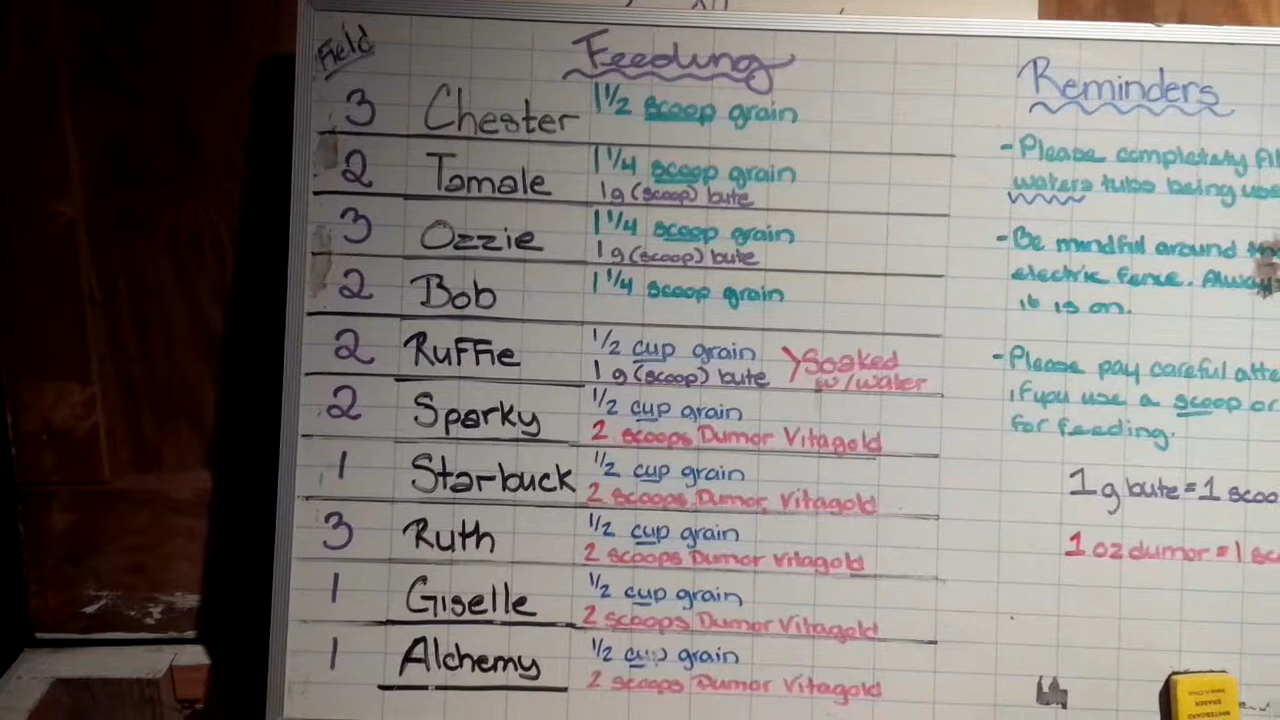 Field Feeding
3 Chester 1 1/2 scoop grain
2 Tamale 1 1/4 scoop grain
1g (scoop) bute
3 Ozzie 1 1/4 scoop grain
1g (scoop) bute
2 Bob 1 1/4 scoop grain
2 Ruffie 1/2 cup grain
1g (scoop) bute
} Soaked
w/water
2 Sparky 1/2 cup grain
2 scoops Dumor Vitagold
1 Starbuck 1/2 cup grain
2 scoops Dumor Vitagold
3 Ruth 1/2 cup grain
2 scoops Dumor Vitagold
1 Giselle 1/2 cup grain
2 scoops Dumor Vitagold
1 Alchemy 1/2 cup grain
2 scoops Dumor Vitagold
Reminders
- Please completely
waters tubs being
- Be mindful around
electric fence.
it is on.
- Please pay careful
if you use a scoop or
for feeding.
1g bute = 1
1 oz dumor = 1
WHITEBOARD
ERASER